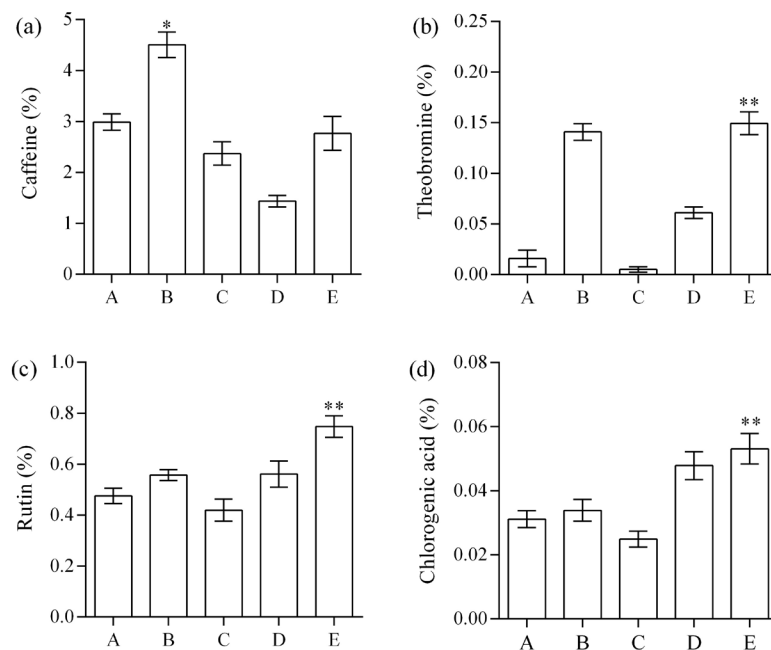 (a)
Caffeine (%)
5
4
3
2
1
0
*
A B C D E
(b)
Theobromine (%)
0.25
0.20
0.15
0.10
0.05
0.00
**
A B C D E
(c)
Rutin (%)
1.0
0.8
0.6
0.4
0.2
0.0
**
A B C D E
(d)
Chlorogenic acid (%)
0.08
0.06
0.04
0.02
0.00
**
A B C D E